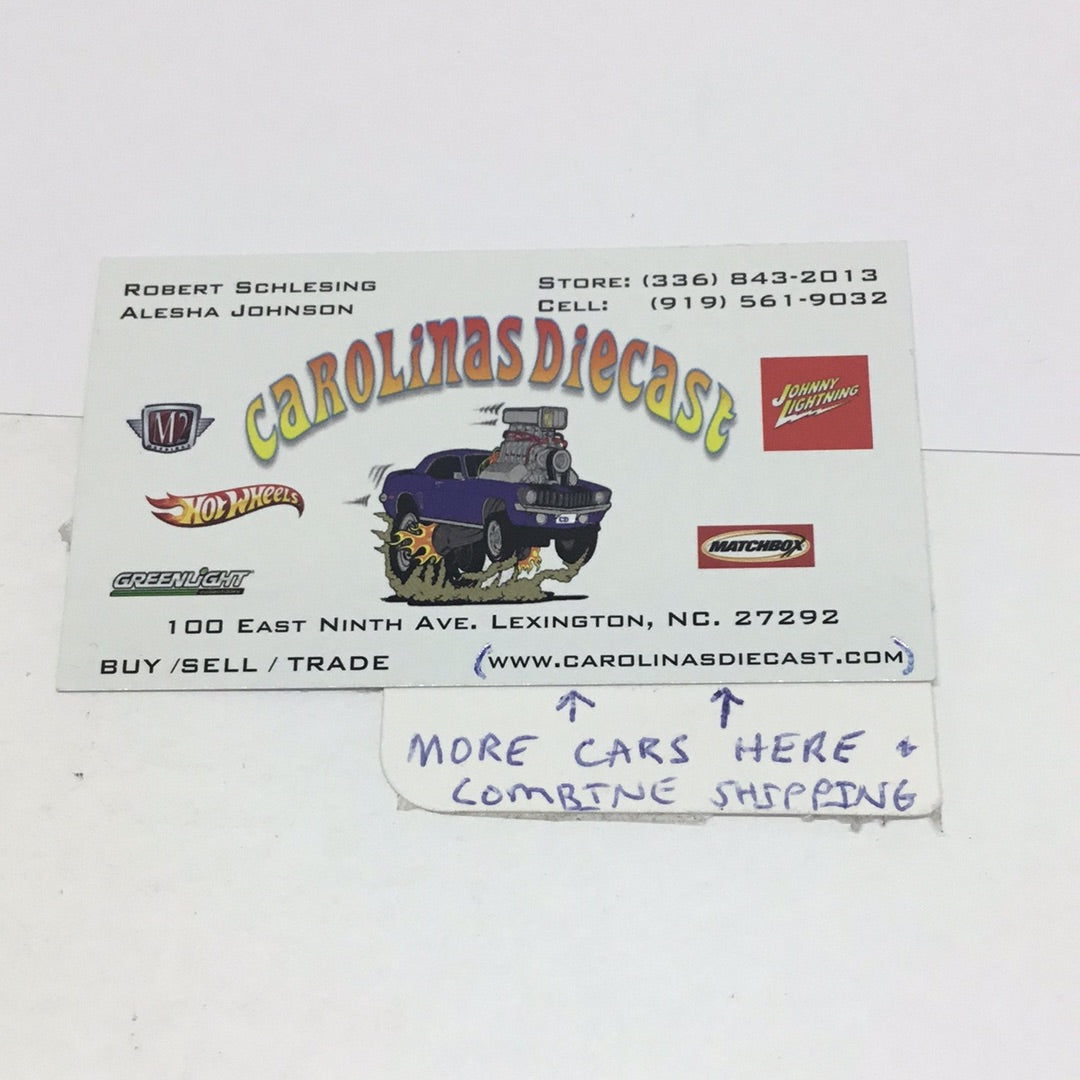 ROBERT SCHLESING
ALESHA JOHNSON
STORE: (336) 843-2013
CELL: (919) 561-9032
CAROLINAS DIECAST
M2
JOHNNY
LIGHTNING
HOT WHEELS
CD
MATCHBOX
GREENLIGHT
100 EAST NINTH AVE. LEXINGTON, NC. 27292
BUY /SELL / TRADE
(WWW.CAROLINASDIECAST.COM)
MORE CARS HERE +
COMBINE SHIPPING